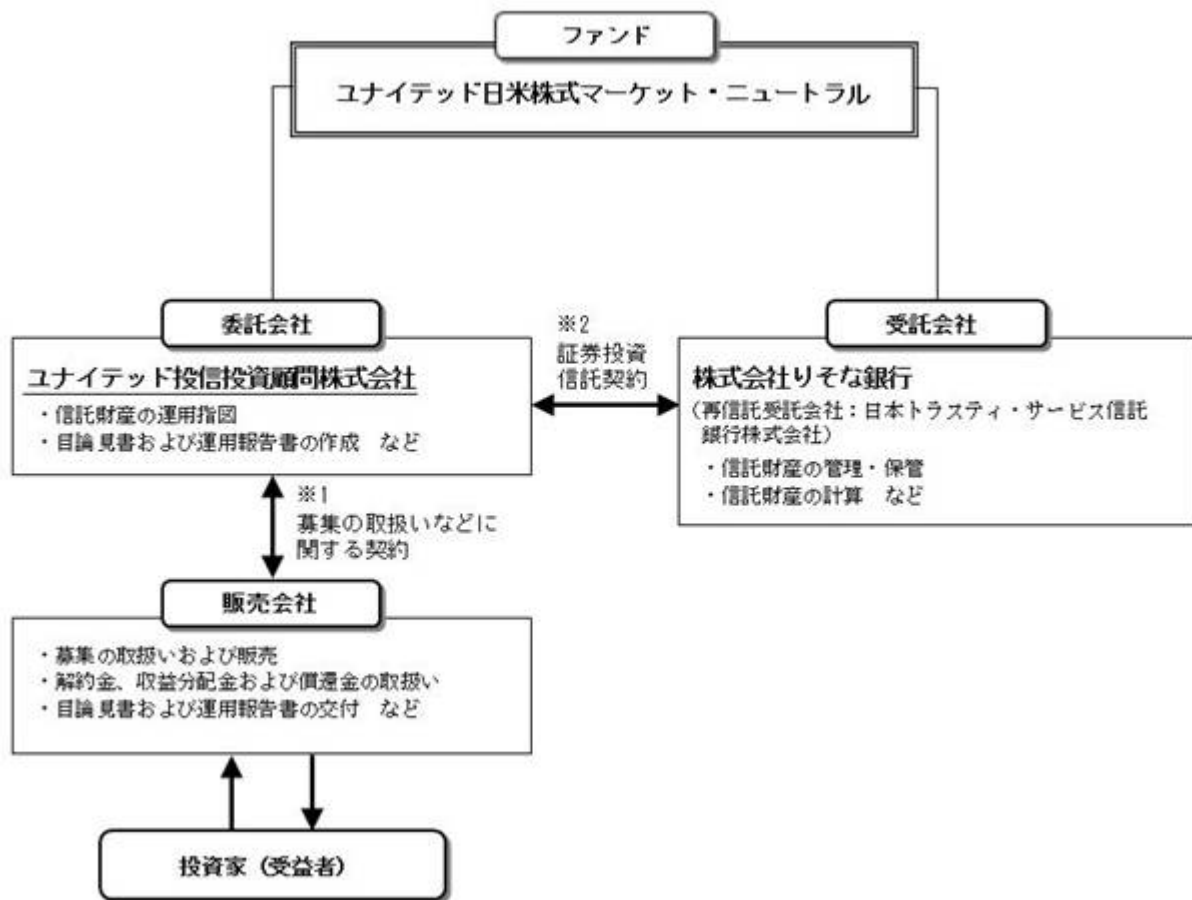 ファンド
ユナイテッド日米株式マーケット・ニュートラル
委託会社
ユナイテッド投信投資顧問株式会社
・信託財産の運用指図
・目論見書および運用報告書の作成　など
※2
証券投資
信託契約
受託会社
株式会社りそな銀行
(再信託受託会社：日本トラスティ・サービス信託
銀行株式会社)
・信託財産の管理・保管
・信託財産の計算　など
※1
募集の取扱いなどに
関する契約
販売会社
・募集の取扱いおよび販売
・解約金、収益分配金および償還金の取扱い
・目論見書および運用報告書の交付　など
投資家（受益者）